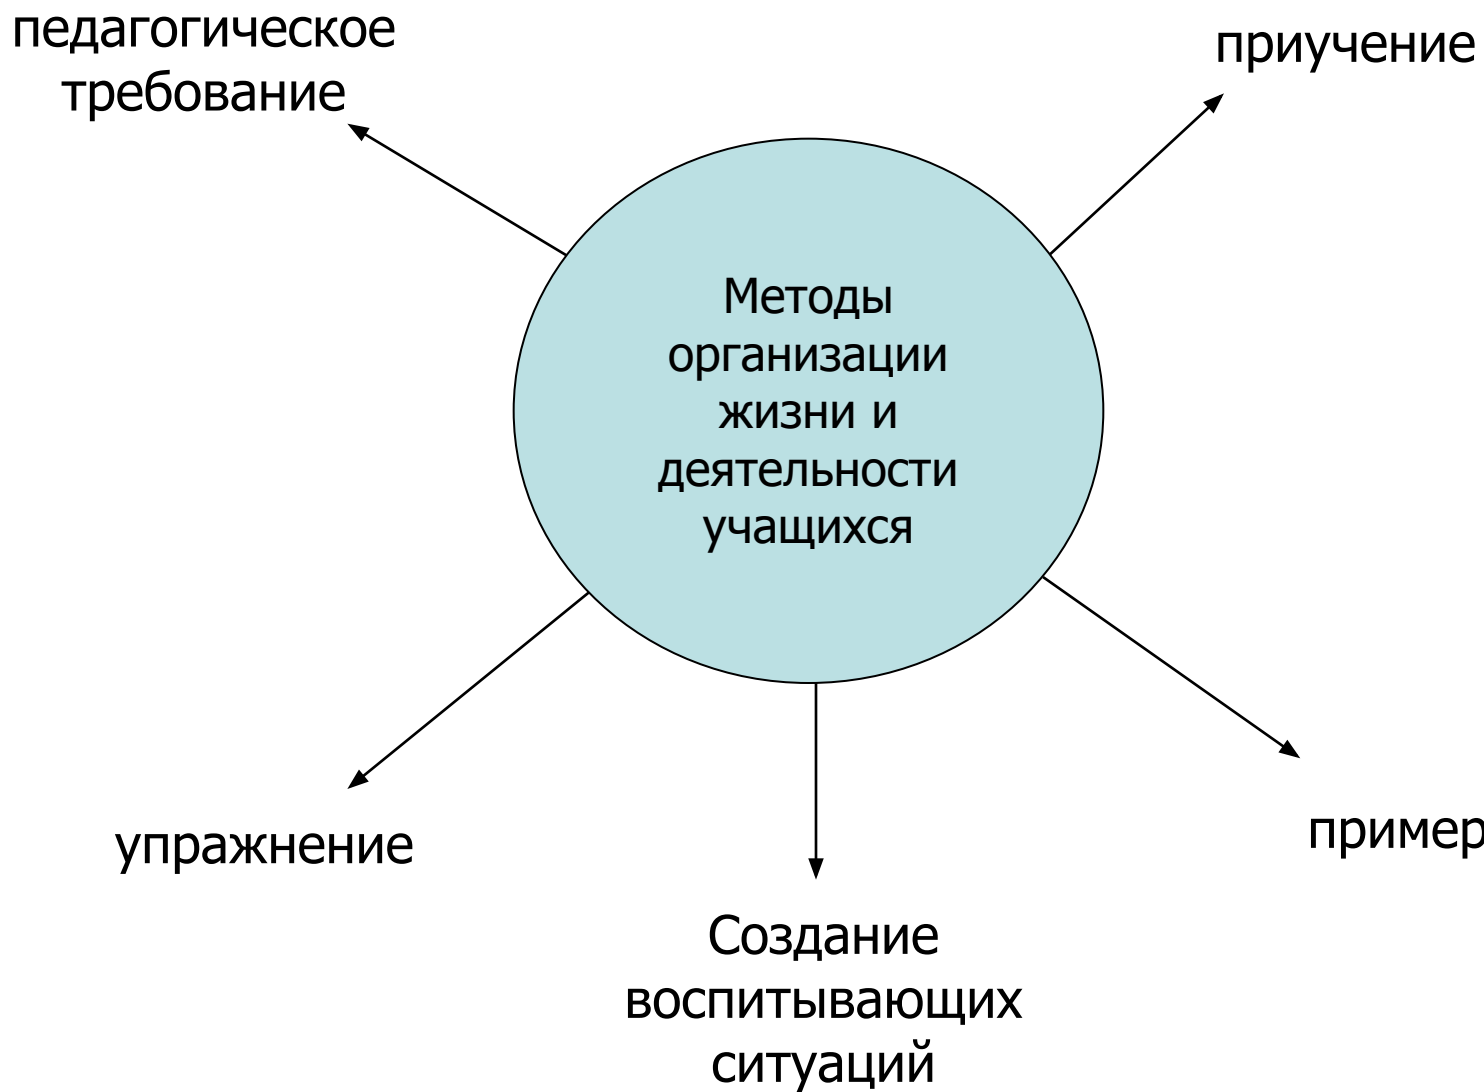 педагогическое
требование
приучение
Методы
организации
жизни и
деятельности
учащихся
упражнение
пример
Создание
воспитывающих
ситуаций